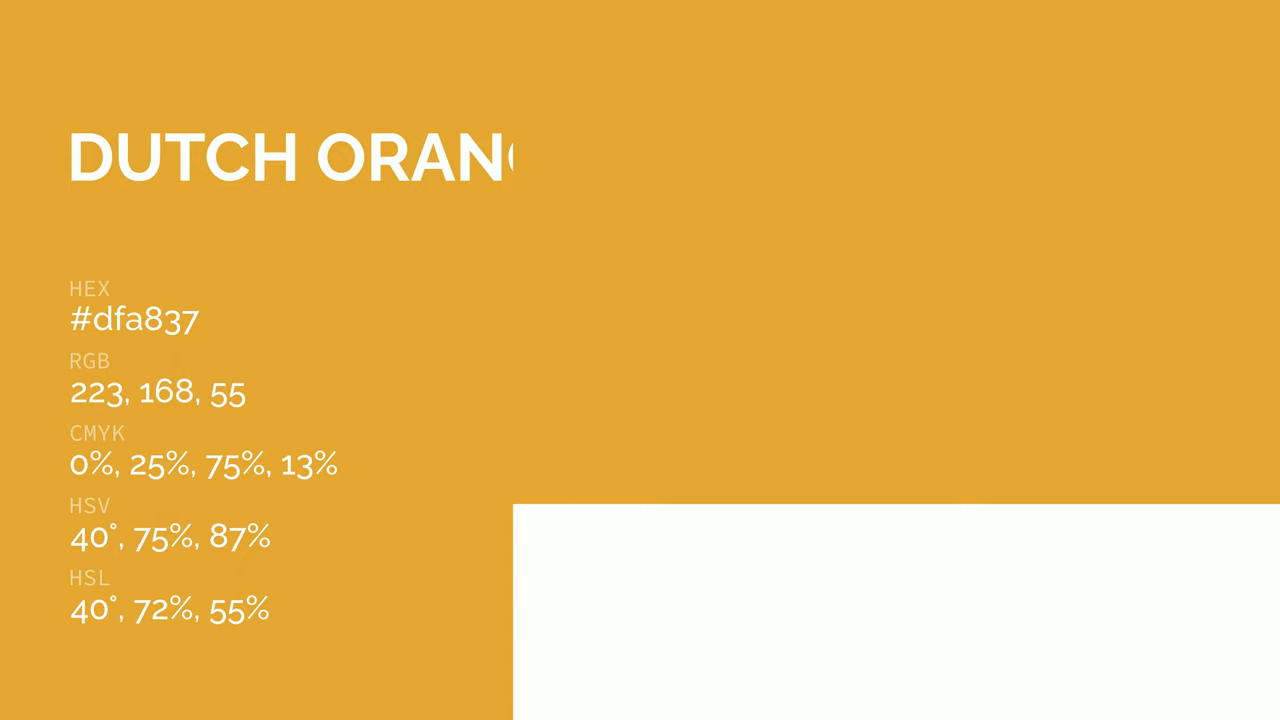 DUTCH ORAN
HEX
#dfa837
RGB
223, 168, 55
CMYK
0%, 25%, 75%, 13%
HSV
40°, 75%, 87%
HSL
40°, 72%, 55%